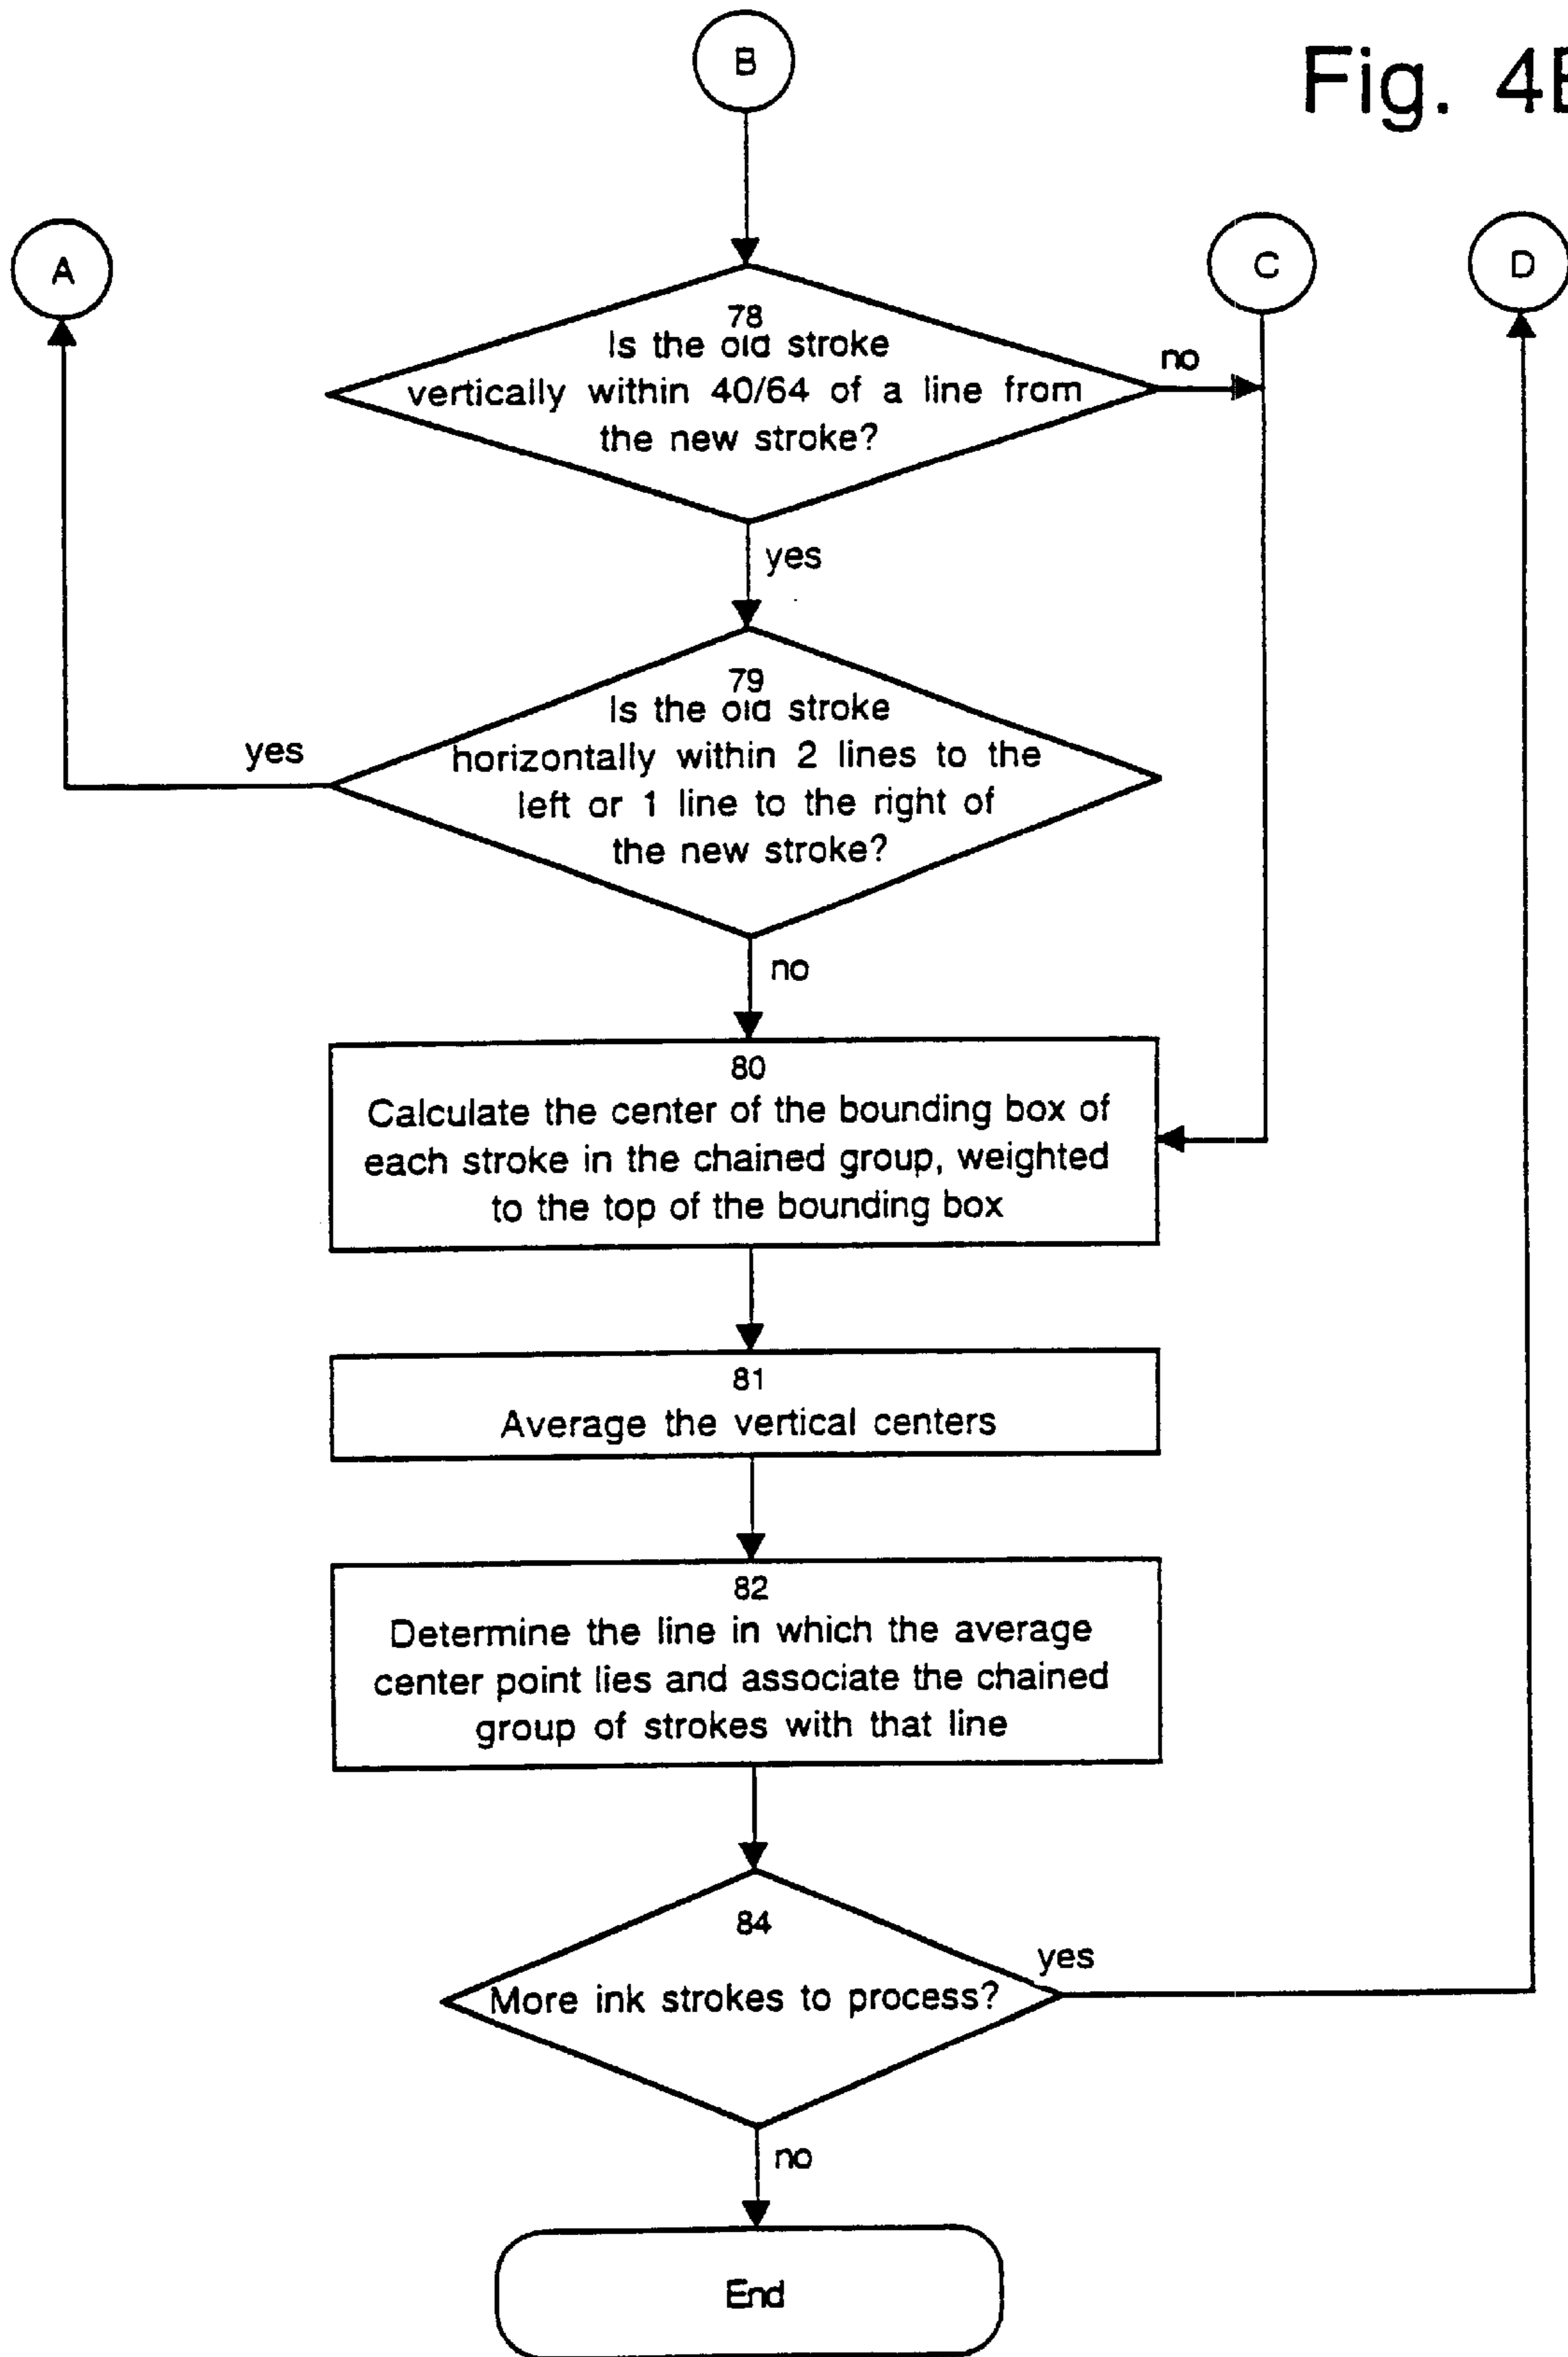 B
Fig. 4B
A
C
D
78
Is the old stroke
vertically within 40/64 of a line from
the new stroke?
no
yes
79
Is the old stroke
horizontally within 2 lines to the
left or 1 line to the right of
the new stroke?
yes
no
80
Calculate the center of the bounding box of
each stroke in the chained group, weighted
to the top of the bounding box
81
Average the vertical centers
82
Determine the line in which the average
center point lies and associate the chained
group of strokes with that line
84
More ink strokes to process?
yes
no
End